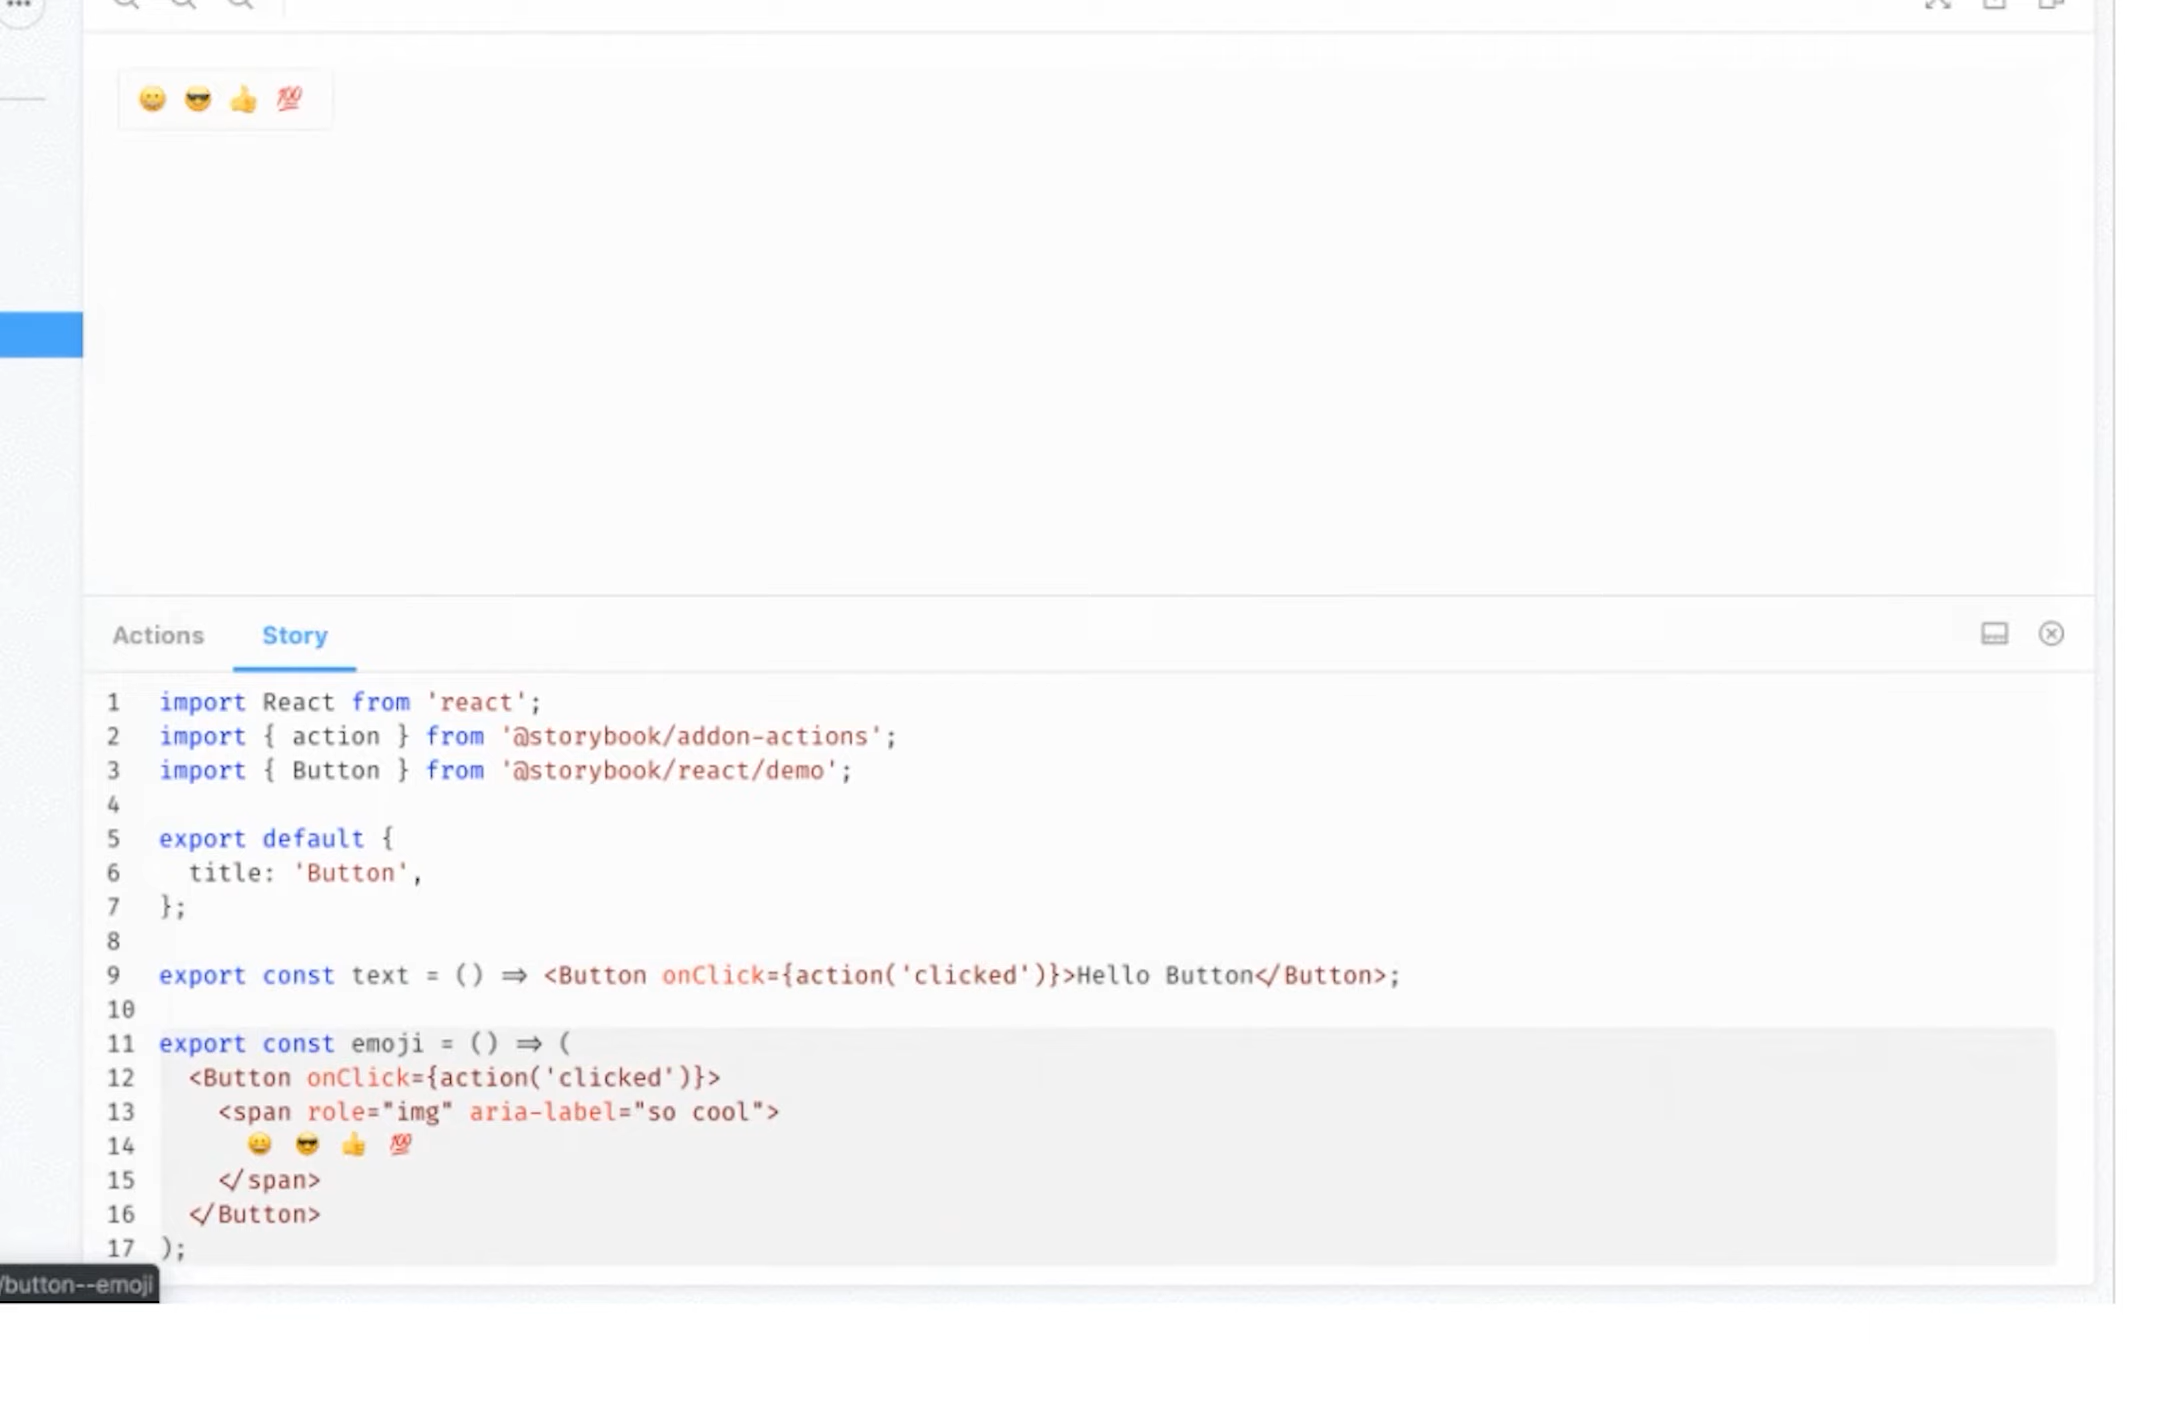 😀 😎 👍 💯
Actions Story
1 import React from 'react';
2 import { action } from '@storybook/addon-actions';
3 import { Button } from '@storybook/react/demo';
4
5 export default {
6 title: 'Button',
7 };
8
9 export const text = () => <Button onClick={action('clicked')}>Hello Button</Button>;
10
11 export const emoji = () => (
12 <Button onClick={action('clicked')}>
13 <span role="img" aria-label="so cool">
14 😀 😎 👍 💯
15 </span>
16 </Button>
17 );
/button--emoji